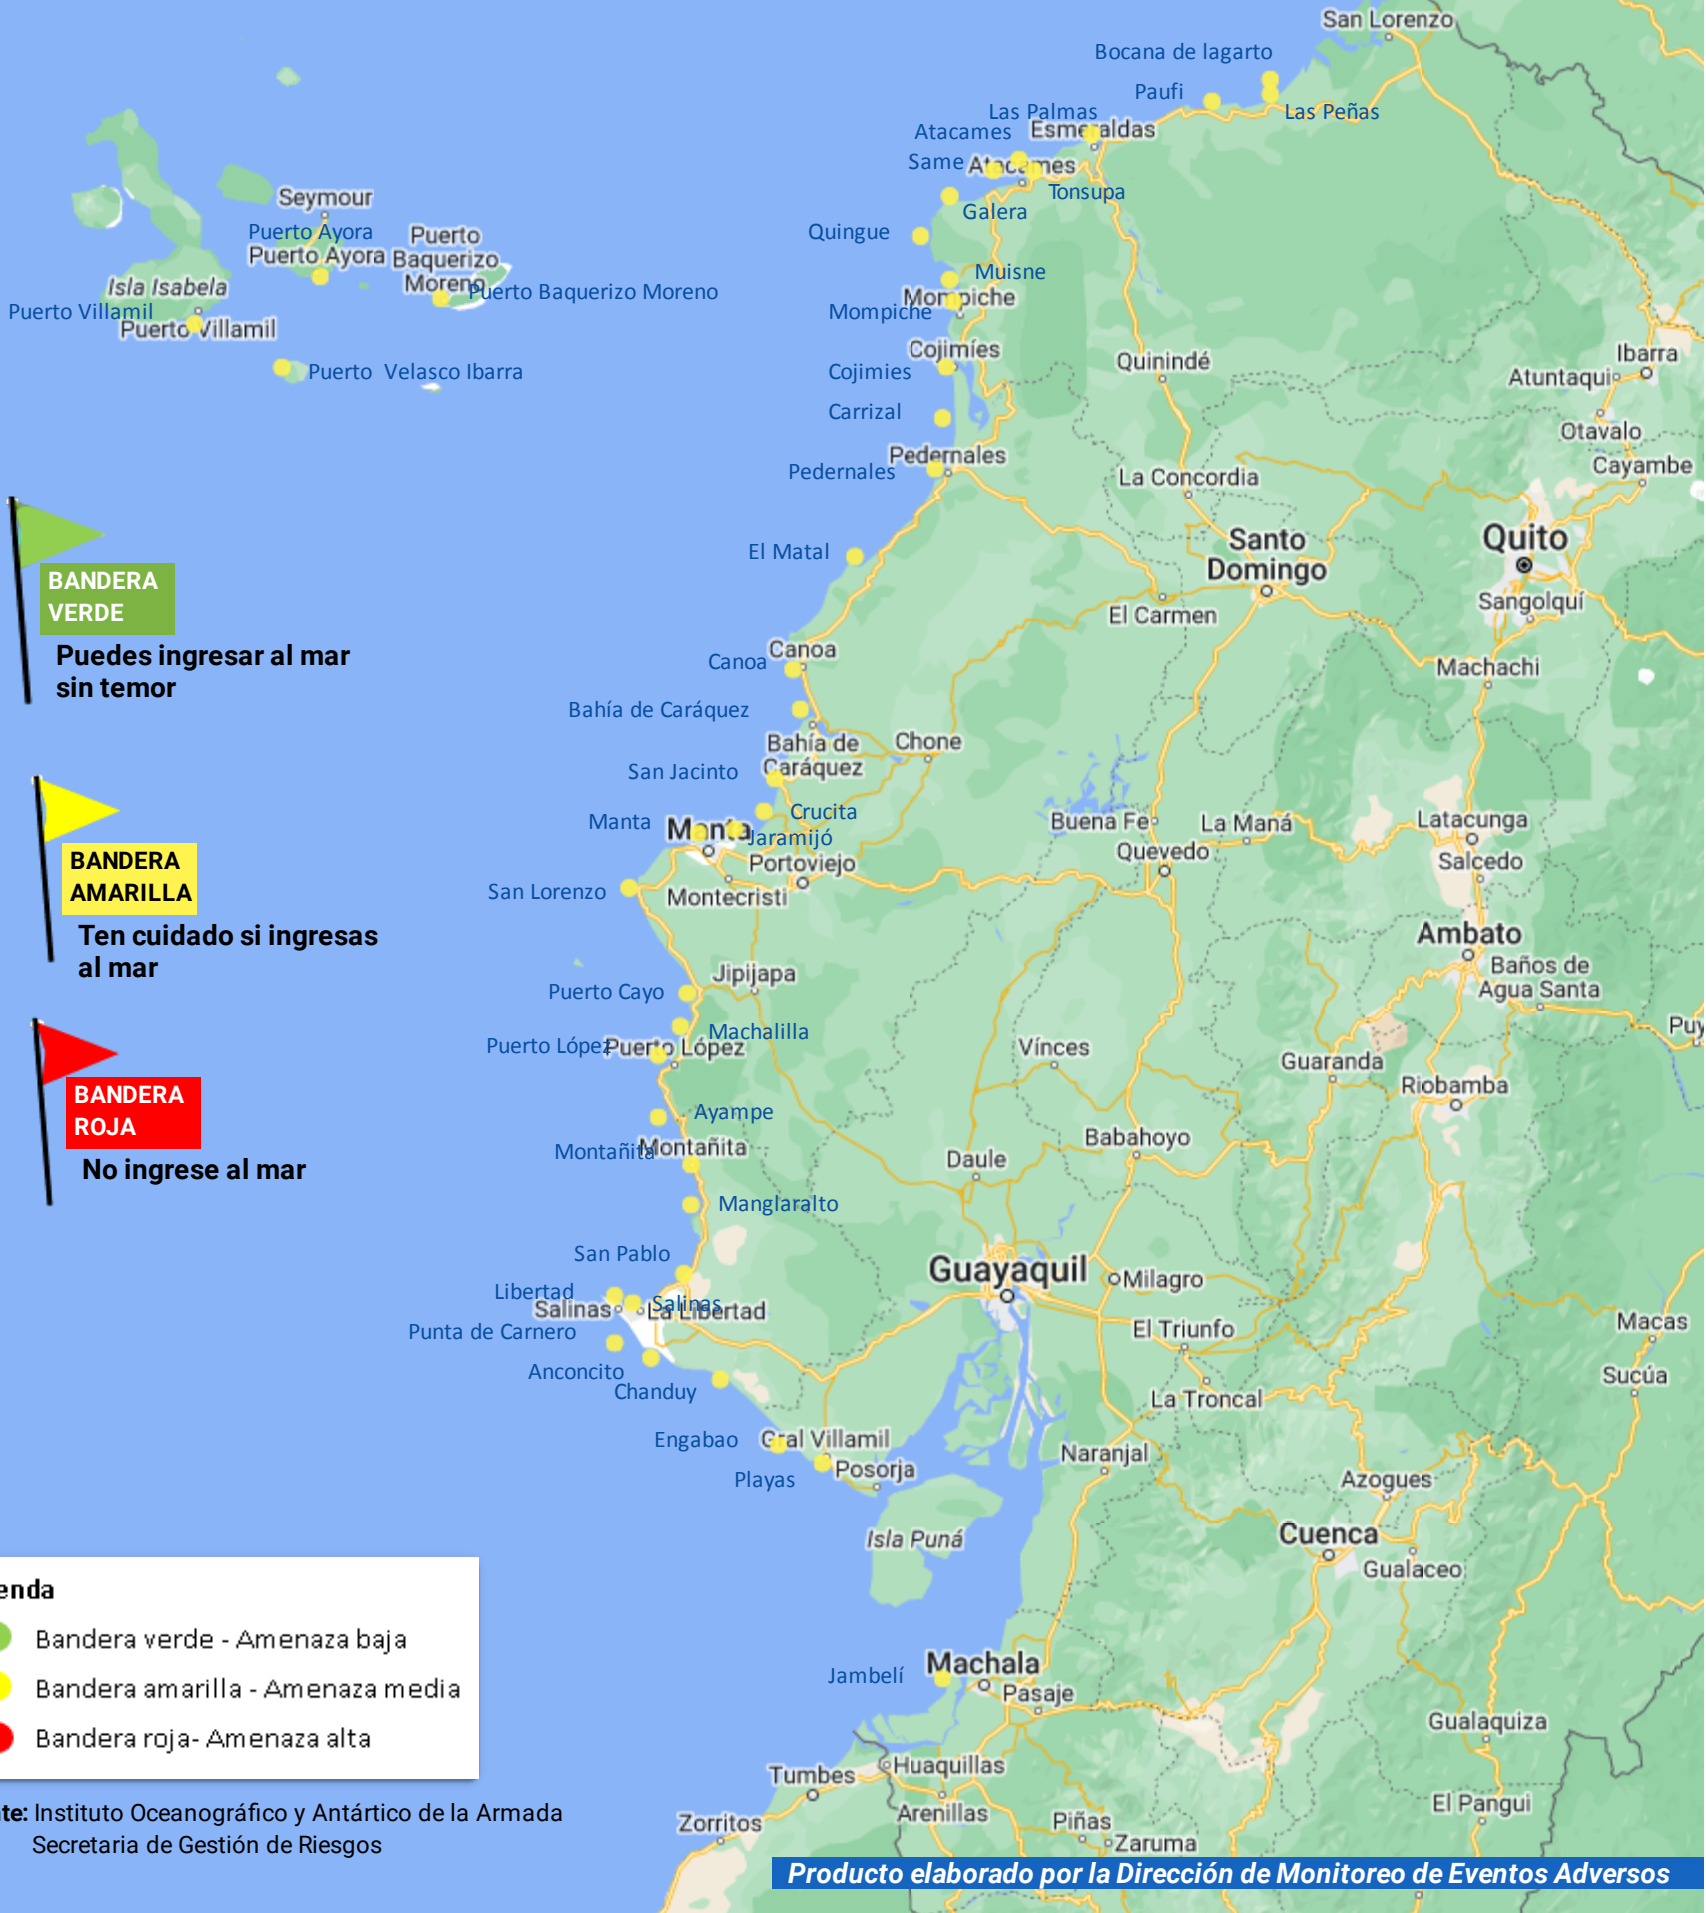 San Lorenzo
Bocana de lagarto
Paufi
Las Palmas
Las Peñas
Atacames
Esmeraldas
Same
Atacames
Tonsupa
Seymour
Galera
Puerto Ayora
Puerto Ayora
Puerto
Baquerizo
Moreno
Quingue
Muisne
Isla Isabela
Puerto Baquerizo Moreno
Puerto Villamil
Puerto Villamil
Mompiche
Mompiche
Cojimíes
Quinindé
Ibarra
Atuntaqui
Puerto Velasco Ibarra
Cojimies
Carrizal
Otavalo
Pedernales
Pedernales
Cayambe
La Concordia
Santo
Domingo
Quito
El Matal
BANDERA
VERDE
Puedes ingresar al mar
sin temor
Sangolquí
El Carmen
Canoa
Canoa
Machachi
Bahía de Caráquez
Bahía de
Caráquez
Chone
San Jacinto
BANDERA
AMARILLA
Ten cuidado si ingresas
al mar
Crucita
Manta
Manta
Jaramijó
Buena Fe
La Maná
Latacunga
Quevedo
Salcedo
Portoviejo
San Lorenzo
Montecristi
Ambato
Jipijapa
Baños de
Agua Santa
Puerto Cayo
Machalilla
Puerto López
Puerto López
Vínces
Guaranda
Puy
Riobamba
BANDERA
ROJA
No ingrese al mar
Ayampe
Montañita
Montañita
Babahoyo
Daule
Manglaralto
San Pablo
Guayaquil
Milagro
Libertad
Salinas
Salinas
La Libertad
Punta de Carnero
El Triunfo
Macas
Anconcito
Sucúa
Chanduy
La Troncal
Engabao
Gral Villamil
Naranjal
Playas
Posorja
Azogues
Isla Puná
Cuenca
Gualaceo
enda
Bandera verde - Amenaza baja
Bandera amarilla - Amenaza media
Bandera roja- Amenaza alta
Jambelí
Machala
Pasaje
Gualaquiza
Tumbes
Huaquillas
Arenillas
Piñas
El Pangui
Zorritos
Zaruma
te: Instituto Oceanográfico y Antártico de la Armada
Secretaria de Gestión de Riesgos
Producto elaborado por la Dirección de Monitoreo de Eventos Adversos